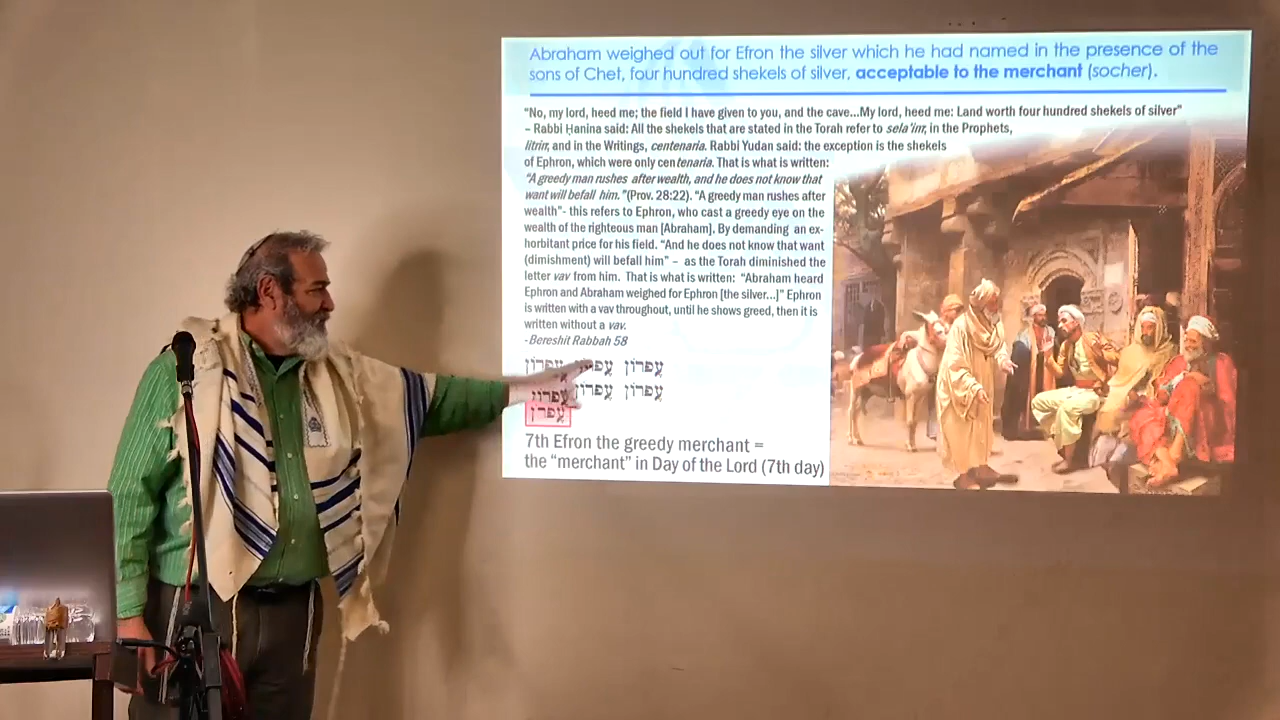 Abraham weighed out for Efron the silver which he had named in the presence of the
sons of Chet, four hundred shekels of silver, acceptable to the merchant (socher).
“No, my lord, heed me; the field I have given to you, and the cave...My lord, heed me: Land worth four hundred shekels of silver”
– Rabbi Ḥanina said: All the shekels that are stated in the Torah refer to sela'im, in the Prophets,
litrin, and in the Writings, centenaria. Rabbi Yudan said: the exception is the shekels
of Ephron, which were only centenaria. That is what is written:
“A greedy man rushes after wealth, and he does not know that
want will befall him.”(Prov. 28:22). “A greedy man rushes after
wealth”- this refers to Ephron, who cast a greedy eye on the
wealth of the righteous man [Abraham]. By demanding an ex-
horbitant price for his field. “And he does not know that want
(dimishment) will befall him” – as the Torah diminished the
letter vav from him. That is what is written: “Abraham heard
Ephron and Abraham weighed for Ephron [the silver...]” Ephron
is written with a vav throughout, until he shows greed, then it is
written without a vav.
-Bereshit Rabbah 58
עֶפְרוֹן עֶפְרוֹן עֶפְרוֹן
עֶפְרוֹן עֶפְרוֹן עֶפְרוֹן
עֶפְרֹן
7th Efron the greedy merchant =
the “merchant” in Day of the Lord (7th day)